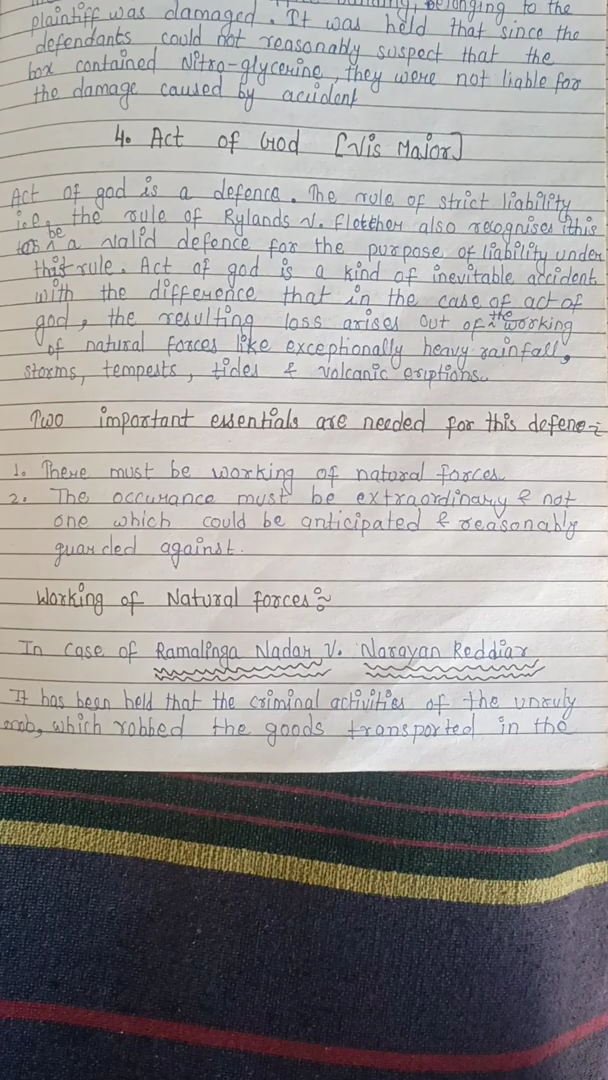 belonging to the
plaintiff was damaged. It was held that since the
defendants could not reasonably suspect that the
box contained Nitro-glycerine, they were not liable for
the damage caused by accident
4. Act of God [Vis Major]
Act of god is a defence. The rule of strict liability
i.e. the rule of Rylands v. Fletcher also recognises this
to be a valid defence for the purpose of liability under
that rule. Act of god is a kind of inevitable accident
with the difference that in the case of act of
god, the resulting loss arises out of the working
of natural forces like exceptionally heavy rainfall,
storms, tempests, tides & volcanic eruptions.
Two important essentials are needed for this defence-:
1. There must be working of natural forces.
2. The occurance must be extraordinary & not
one which could be anticipated & reasonably
guarded against.
Working of Natural forces:~
In case of Ramalinga Nadar V. Narayan Reddiar
It has been held that the criminal activities of the unruly
mob, which robbed the goods transported in the